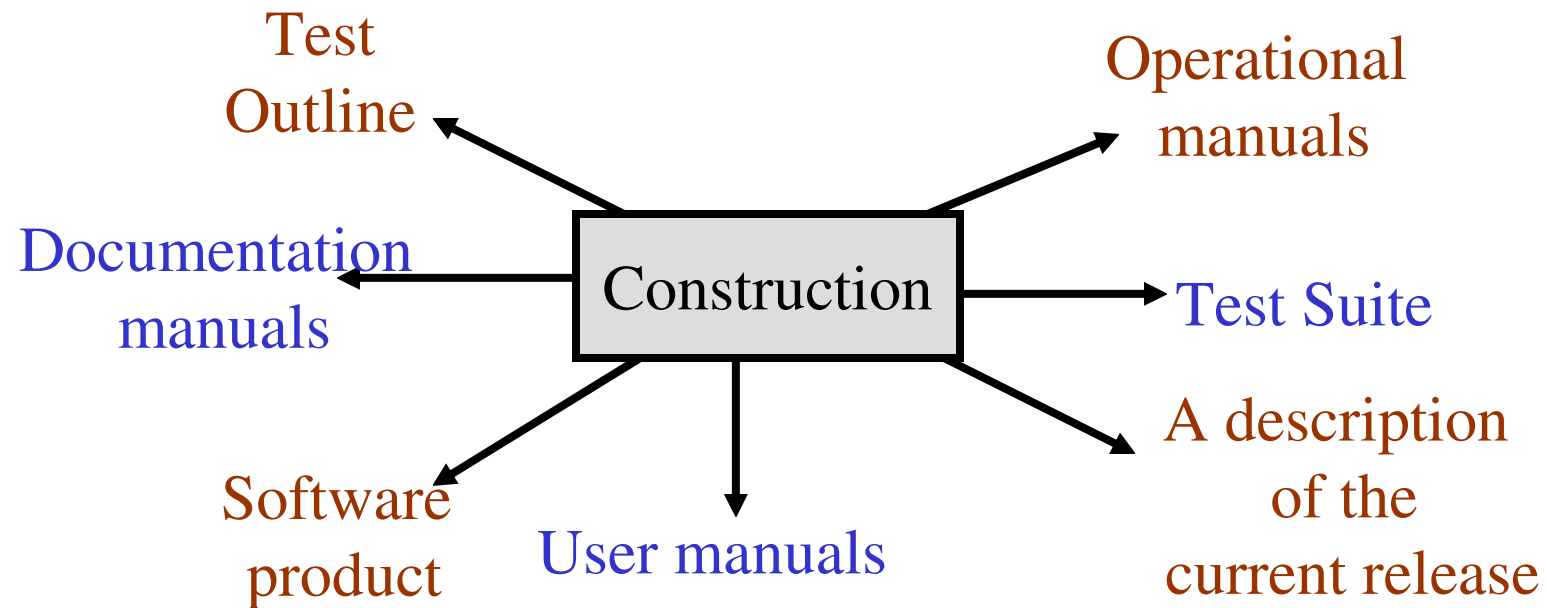 Test
Outline
Operational
manuals
Documentation
manuals
Construction
Test Suite
A description
of the
current release
Software
product
User manuals